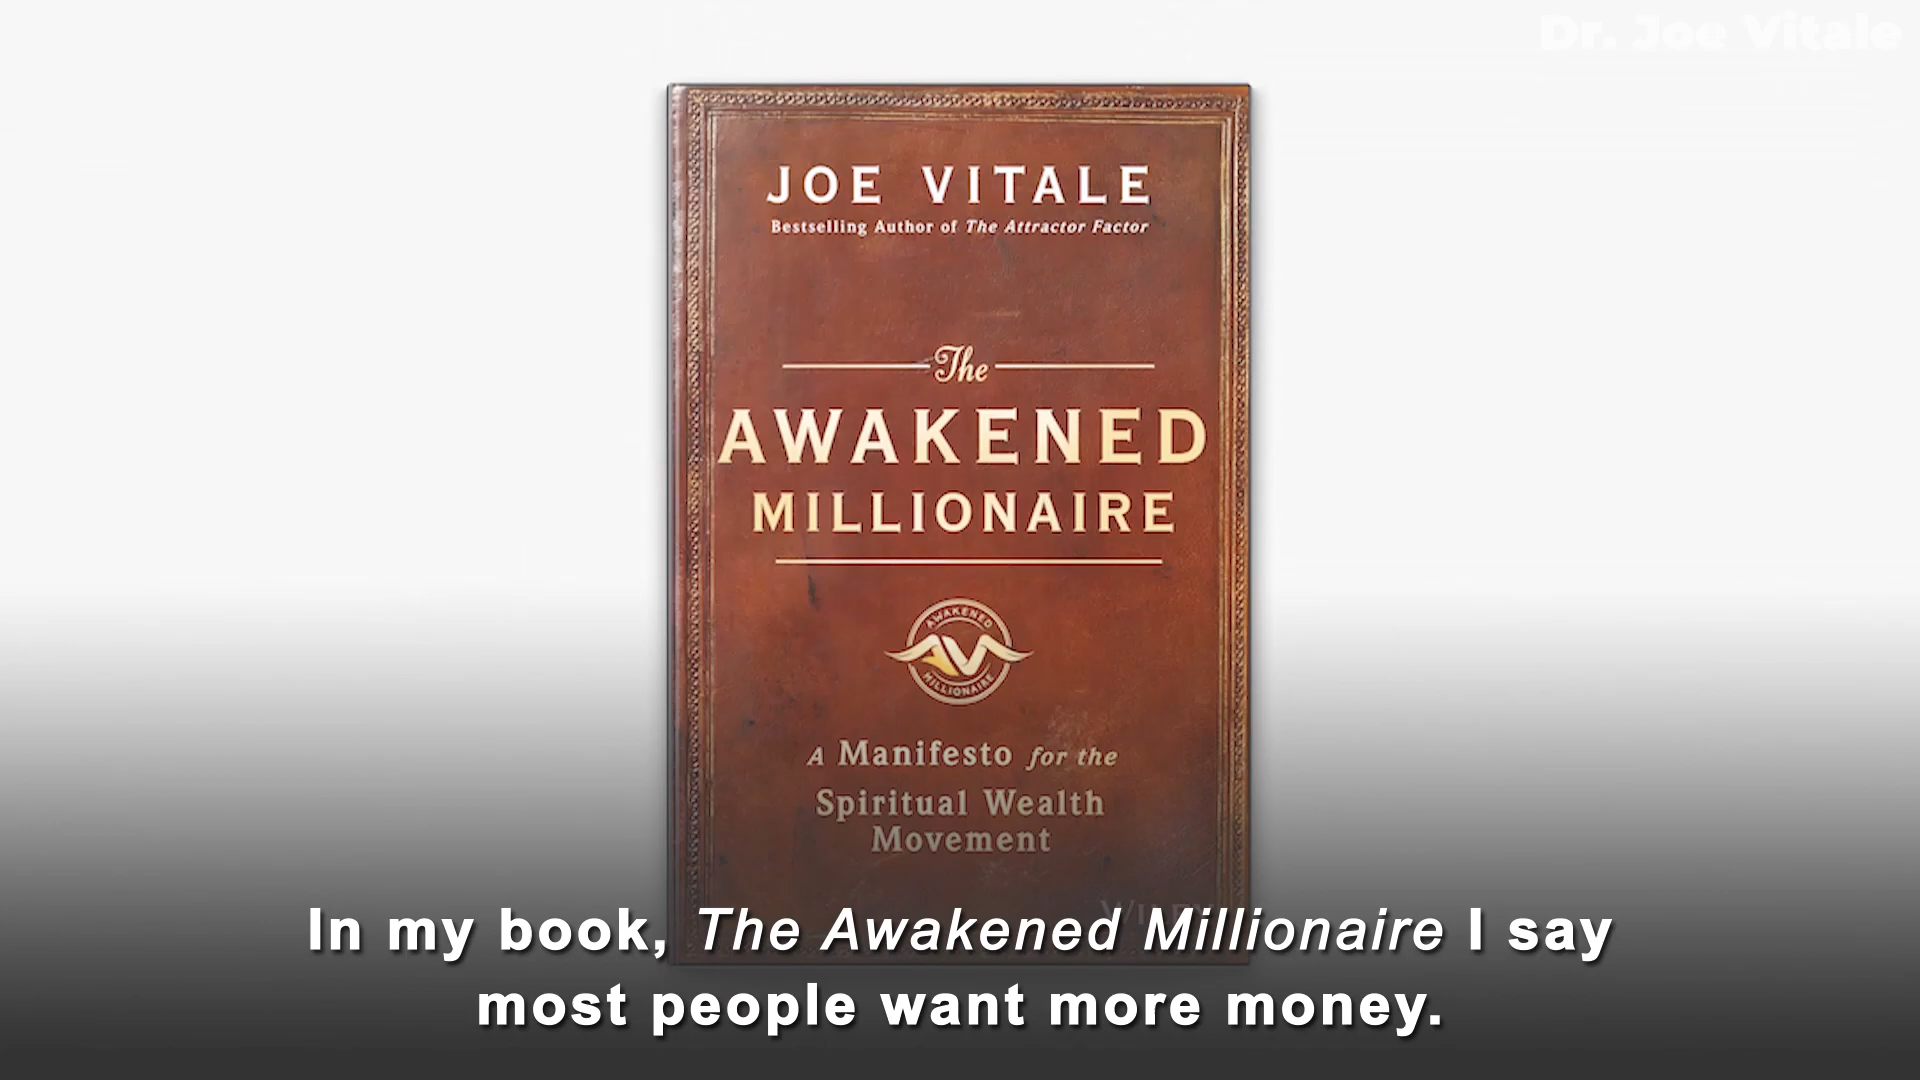 Dr. Joe Vitale
JOE VITALE
Bestselling Author of The Attractor Factor
The
AWAKENED
MILLIONAIRE
AWAKENED
AM
MILLIONAIRE
A Manifesto for the
Spiritual Wealth
Movement
WILEY
In my book, The Awakened Millionaire I say
most people want more money.